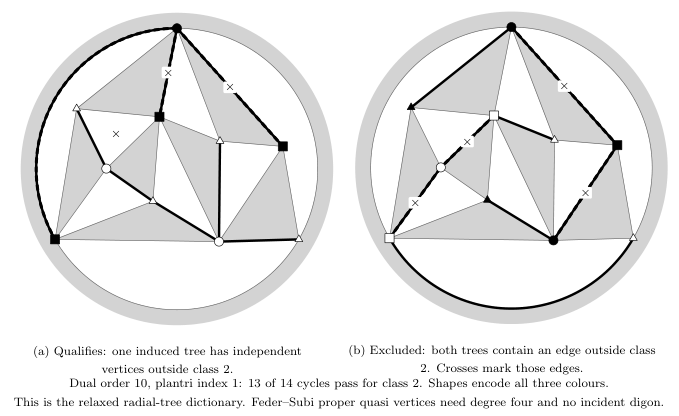 (a) Qualifies: one induced tree has independent
vertices outside class 2.
(b) Excluded: both trees contain an edge outside class
2. Crosses mark those edges.
Dual order 10, plantri index 1: 13 of 14 cycles pass for class 2. Shapes encode all three colours.
This is the relaxed radial-tree dictionary. Feder–Subi proper quasi vertices need degree four and no incident digon.